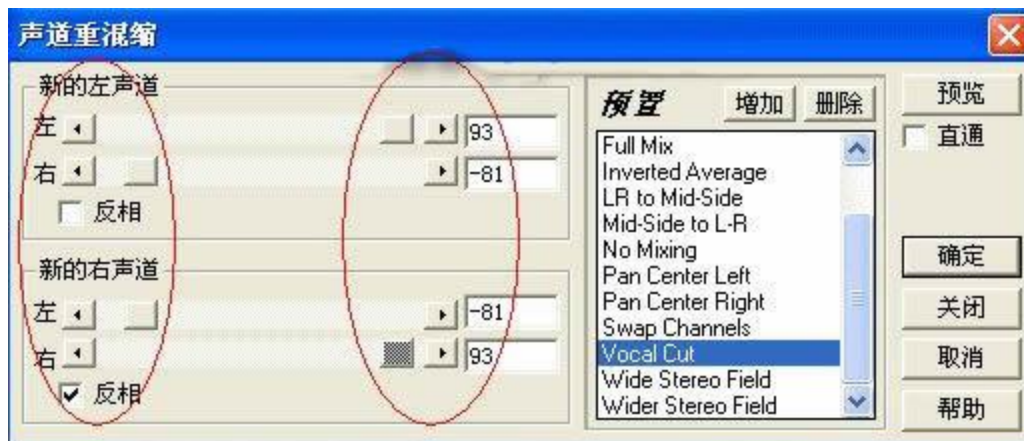 声道重混缩
新的左声道
左 93
右 -81
反相
新的右声道
左 -81
右 93
反相
预置 增加 删除
Full Mix
Inverted Average
LR to Mid-Side
Mid-Side to L-R
No Mixing
Pan Center Left
Pan Center Right
Swap Channels
Vocal Cut
Wide Stereo Field
Wider Stereo Field
预览
直通
确定
关闭
取消
帮助